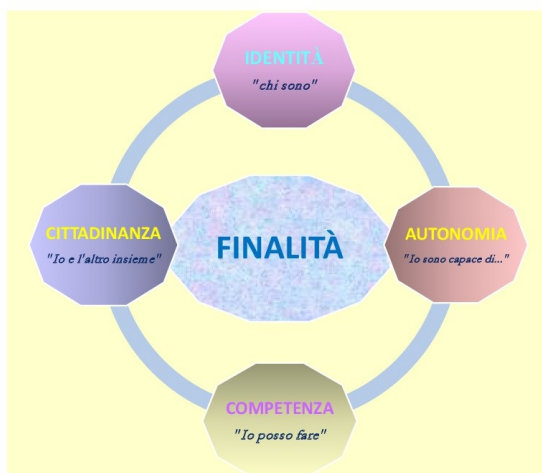 IDENTITÀ
"chi sono"
CITTADINANZA
"Io e l'altro insieme"
FINALITÀ
AUTONOMIA
"Io sono capace di..."
COMPETENZA
"Io posso fare"